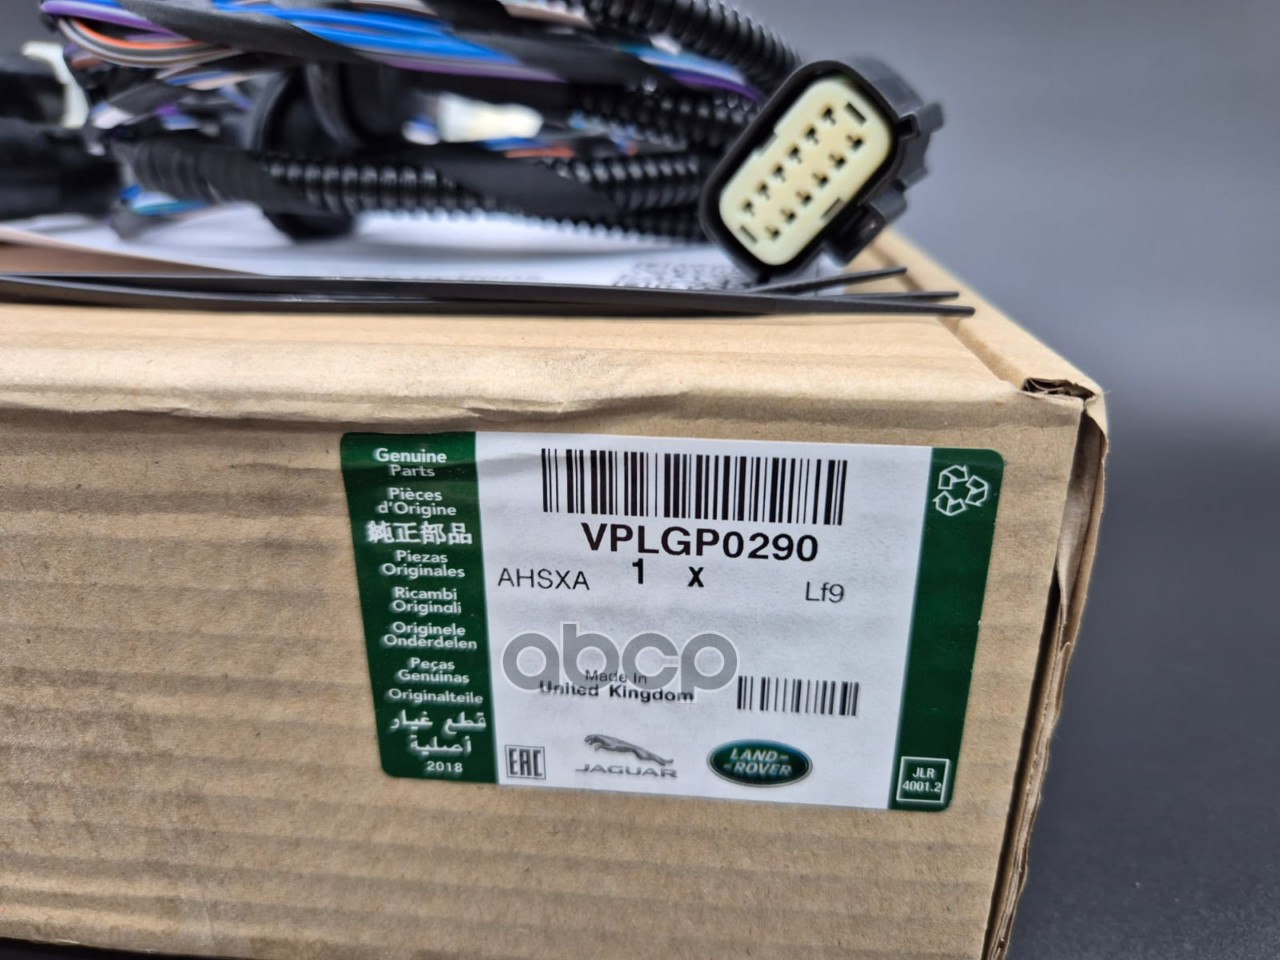 Genuine
Parts
Pièces
d'Origine
純正部品
Piezas
Originales
Ricambi
Originali
Originele
Onderdelen
Peças
Genuínas
Originalteile
قطع غيار
أصلية
2018
VPLGP0290
AHSXA 1 x Lf9
abcp
Made In
United Kingdom
EAC
JAGUAR
LAND-
-ROVER
JLR
4001.2